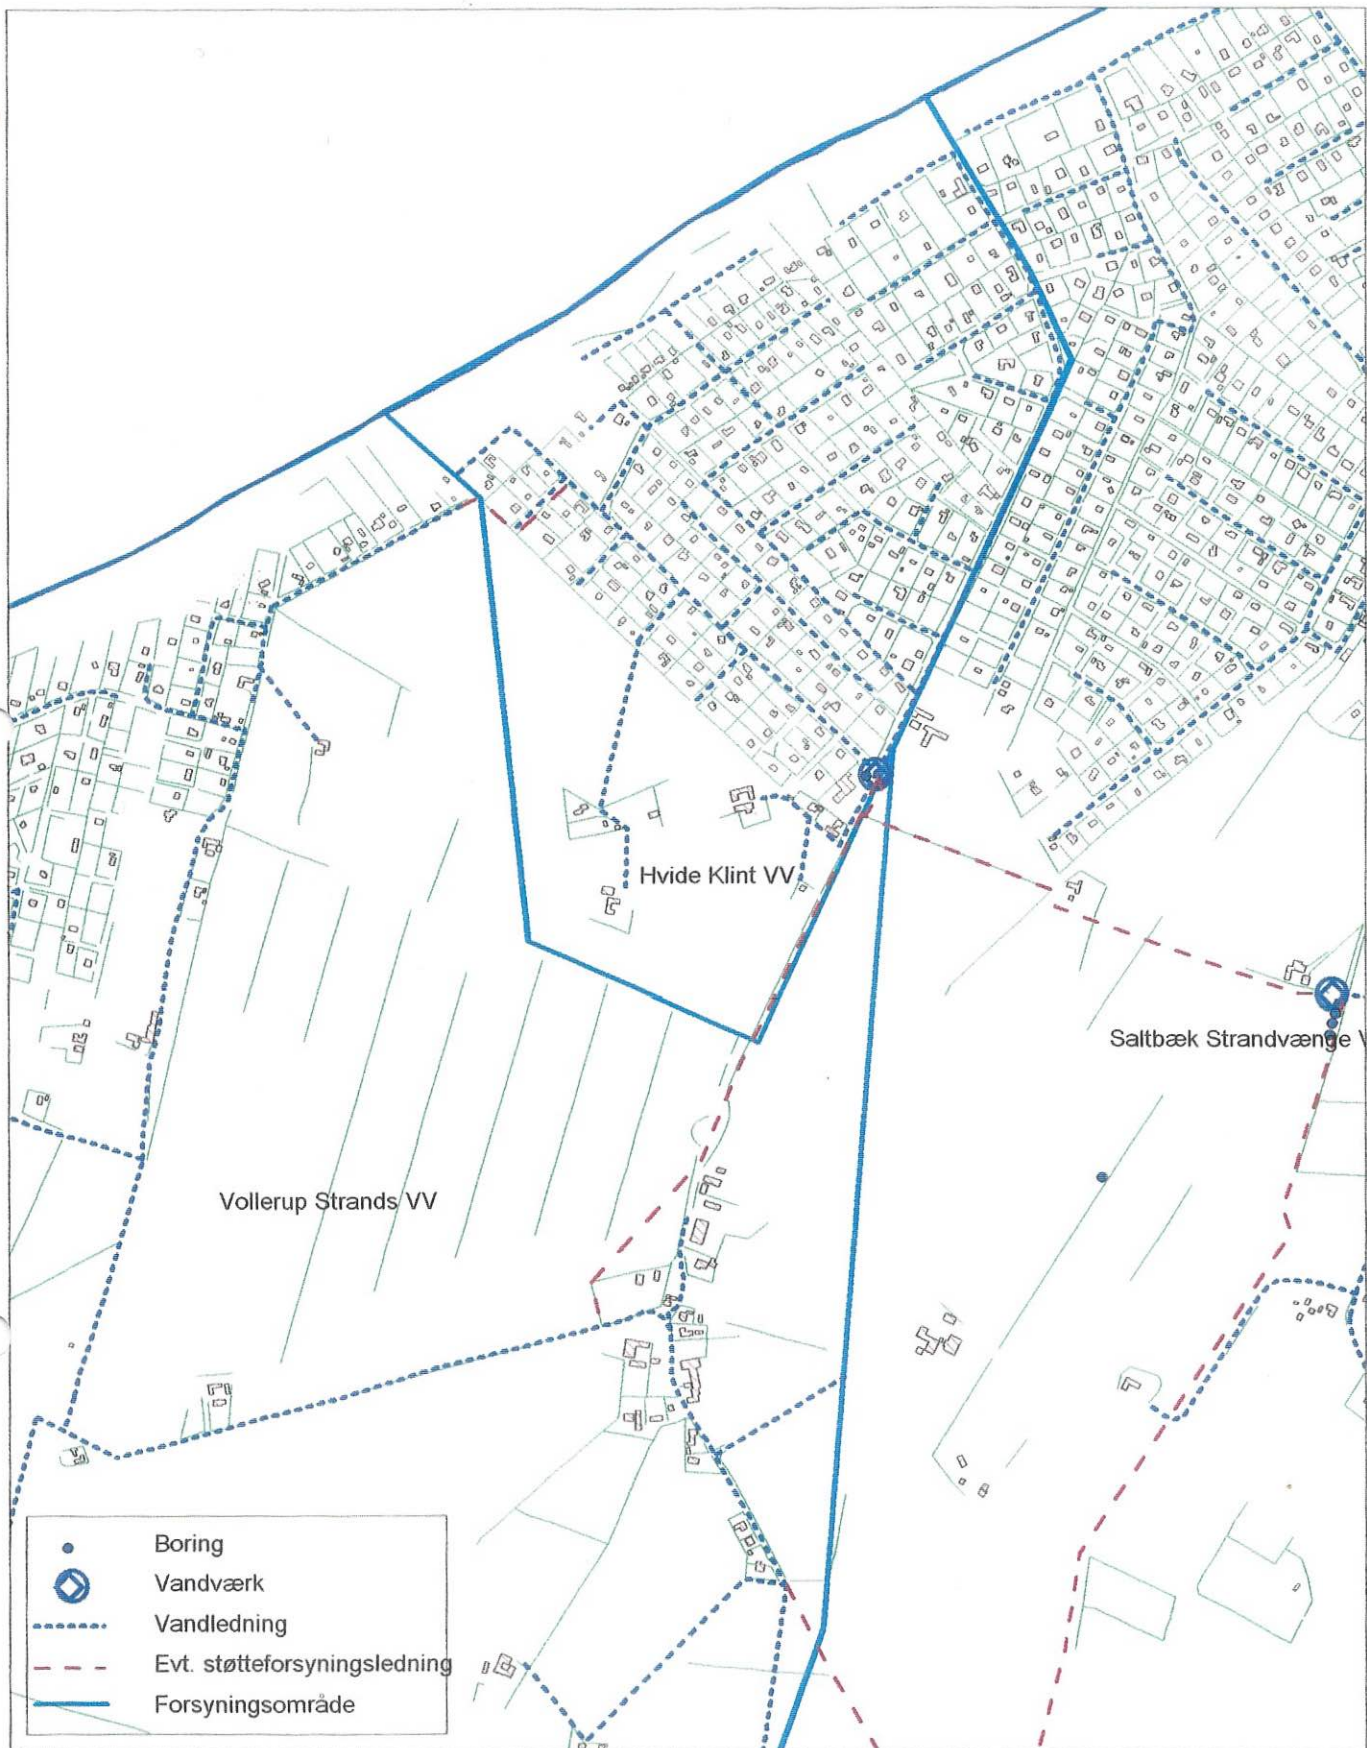 Hvide Klint VV
Saltbæk Strandvænge V
Vollerup Strands VV
Boring
Vandværk
Vandledning
Evt. støtteforsyningsledning
Forsyningsområde